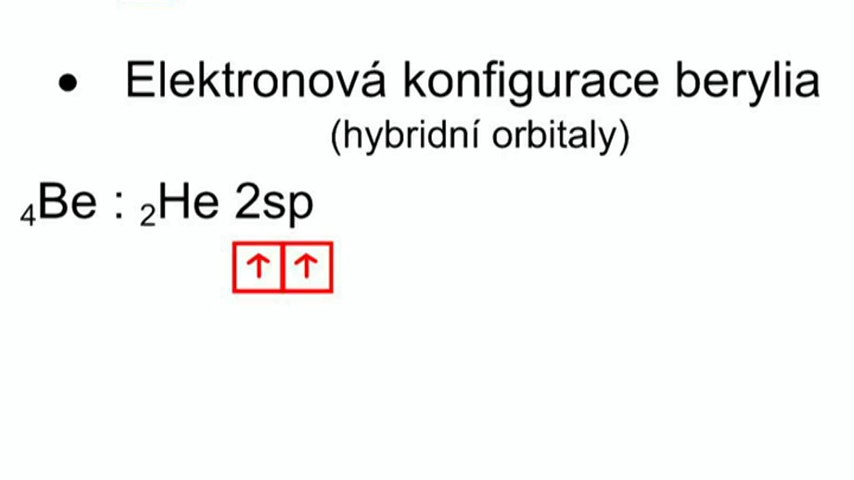 • Elektronová konfigurace berylia
(hybridní orbitaly)
₄Be : ₂He 2sp
↑ ↑